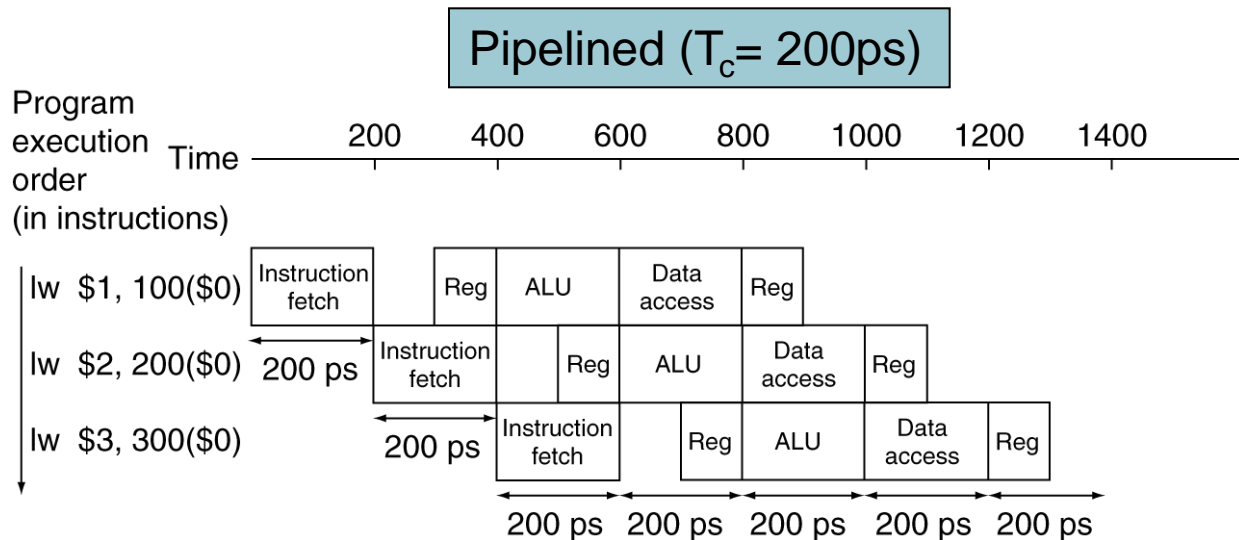 Pipelined (Tc= 200ps)
Program
execution
order
(in instructions)
Time
200 400 600 800 1000 1200 1400
lw $1, 100($0)
Instruction
fetch
Reg
ALU
Data
access
Reg
200 ps
lw $2, 200($0)
Instruction
fetch
Reg
ALU
Data
access
Reg
200 ps
lw $3, 300($0)
Instruction
fetch
Reg
ALU
Data
access
Reg
200 ps 200 ps 200 ps 200 ps 200 ps